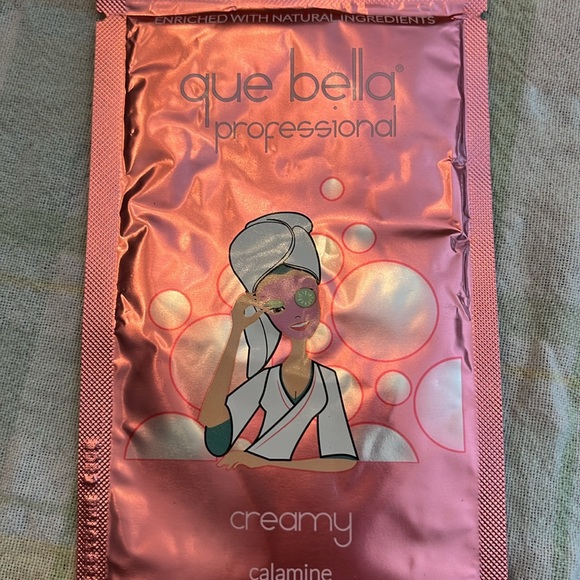 ENRICHED WITH NATURAL INGREDIENTS
que bella®
professional
creamy
calamine